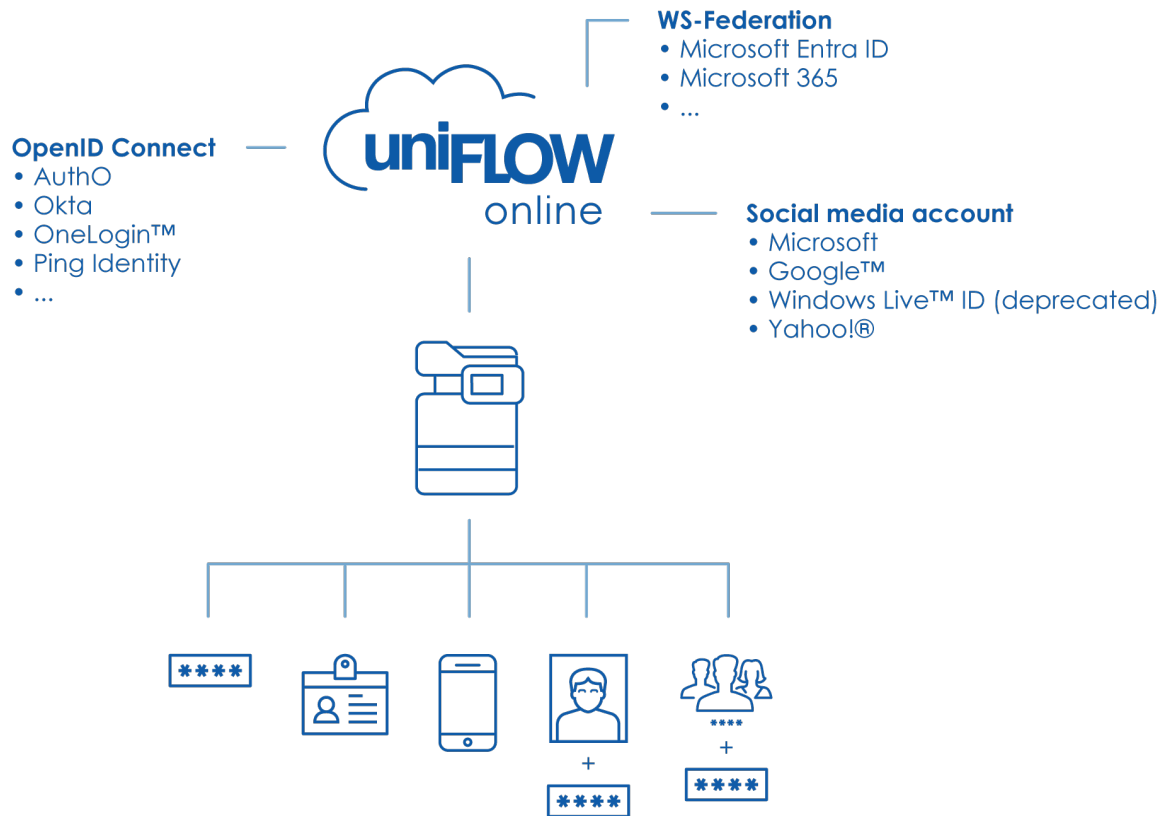 WS-Federation
• Microsoft Entra ID
• Microsoft 365
• ...
uniFLOW
online
OpenID Connect
• AuthO
• Okta
• OneLogin™
• Ping Identity
• ...
Social media account
• Microsoft
• Google™
• Windows Live™ ID (deprecated)
• Yahoo!®
****
****
+
****
****
+
****